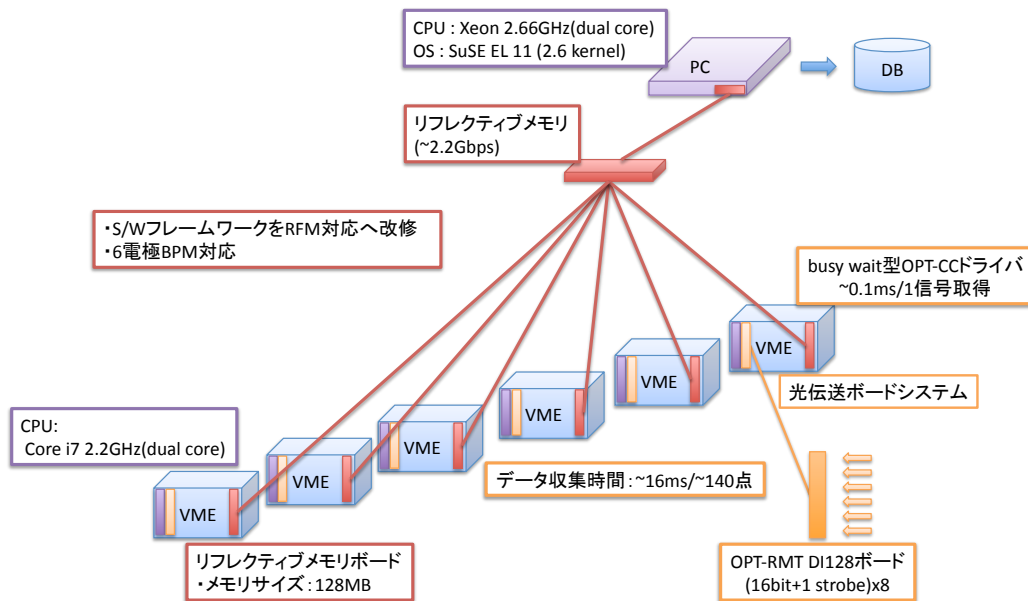 CPU : Xeon 2.66GHz(dual core)
OS : SuSE EL 11 (2.6 kernel)
PC
DB
リフレクティブメモリ
(~2.2Gbps)
・S/WフレームワークをRFM対応へ改修
・6電極BPM対応
busy wait型OPT-CCドライバ
~0.1ms/1信号取得
VME
光伝送ボードシステム
VME
VME
VME
CPU:
Core i7 2.2GHz(dual core)
VME
データ収集時間:~16ms/~140点
VME
リフレクティブメモリボード
・メモリサイズ:128MB
OPT-RMT DI128ボード
(16bit+1 strobe)x8